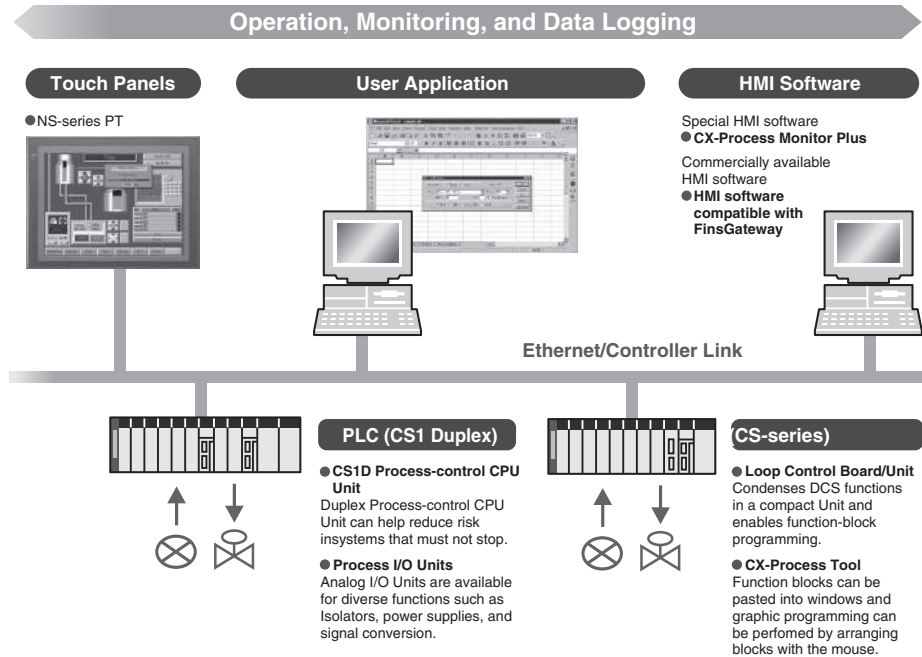 Operation, Monitoring, and Data Logging
Touch Panels
●NS-series PT
User Application
HMI Software
Special HMI software
●CX-Process Monitor Plus
Commercially available
HMI software
●HMI software
compatible with
FinsGateway
Ethernet/Controller Link
PLC (CS1 Duplex)
●CS1D Process-control CPU
Unit
Duplex Process-control CPU
Unit can help reduce risk
insystems that must not stop.
●Process I/O Units
Analog I/O Units are available
for diverse functions such as
Isolators, power supplies, and
signal conversion.
(CS-series)
●Loop Control Board/Unit
Condenses DCS functions
in a compact Unit and
enables function-block
programming.
●CX-Process Tool
Function blocks can be
pasted into windows and
graphic programming can
be perfomed by arranging
blocks with the mouse.